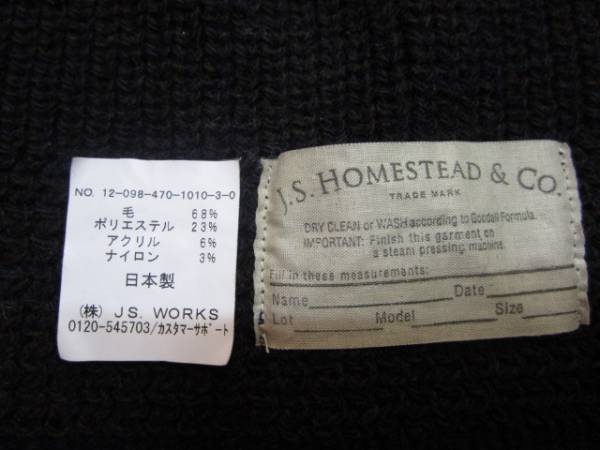 NO. 12-098-470-1010-3-0
毛 68%
ポリエステル 23%
アクリル 6%
ナイロン 3%
日本製
(株) J.S. WORKS
0120-545703/カスタマーサポート
J.S. HOMESTEAD & CO.
TRADE MARK
DRY CLEAN or WASH according to Goodall Formula.
IMPORTANT: Finish this garment on
a steam pressing machine.
Fill in these measurements:
Name Date
Lot Model Size